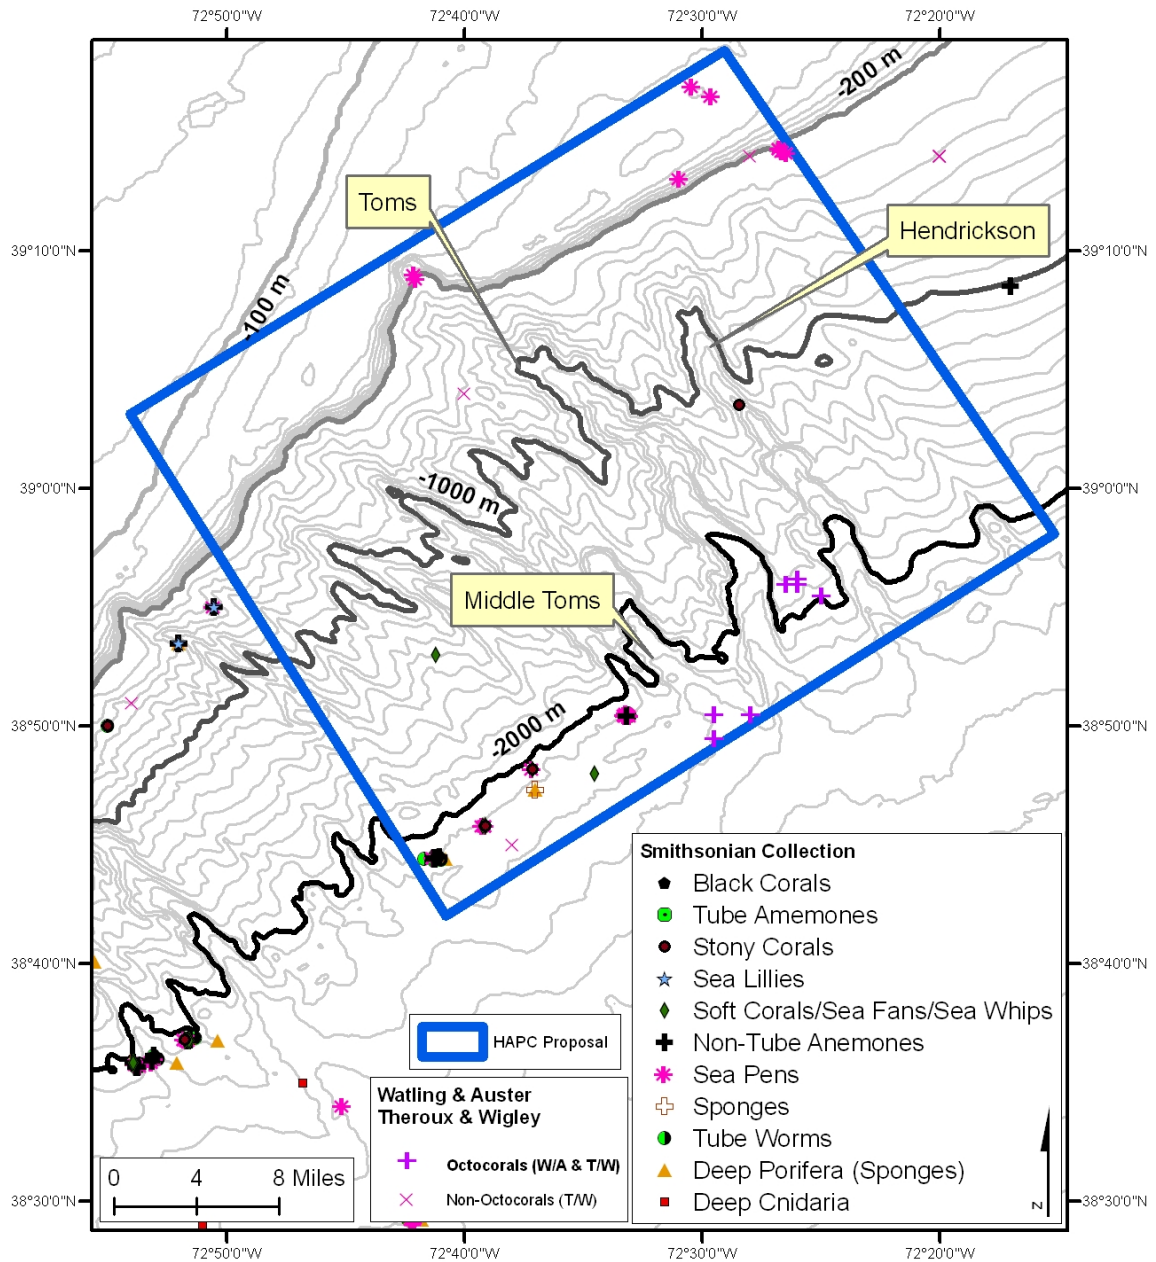 72°50'0"W
72°40'0"W
72°30'0"W
72°20'0"W
-200 m
Toms
39°10'0"N
Hendrickson
39°10'0"N
-100 m
39°0'0"N
-1000 m
39°0'0"N
Middle Toms
38°50'0"N
-2000 m
38°50'0"N
Smithsonian Collection
Black Corals
Tube Amemones
Stony Corals
38°40'0"N
38°40'0"N
Sea Lillies
Soft Corals/Sea Fans/Sea Whips
HAPC Proposal
Non-Tube Anemones
Sea Pens
Watling & Auster
Theroux & Wigley
Sponges
Tube Worms
Octocorals (W/A & T/W)
Deep Porifera (Sponges)
0 4 8 Miles
Non-Octocorals (T/W)
Deep Cnidaria
N
38°30'0"N
38°30'0"N
72°50'0"W
72°40'0"W
72°30'0"W
72°20'0"W